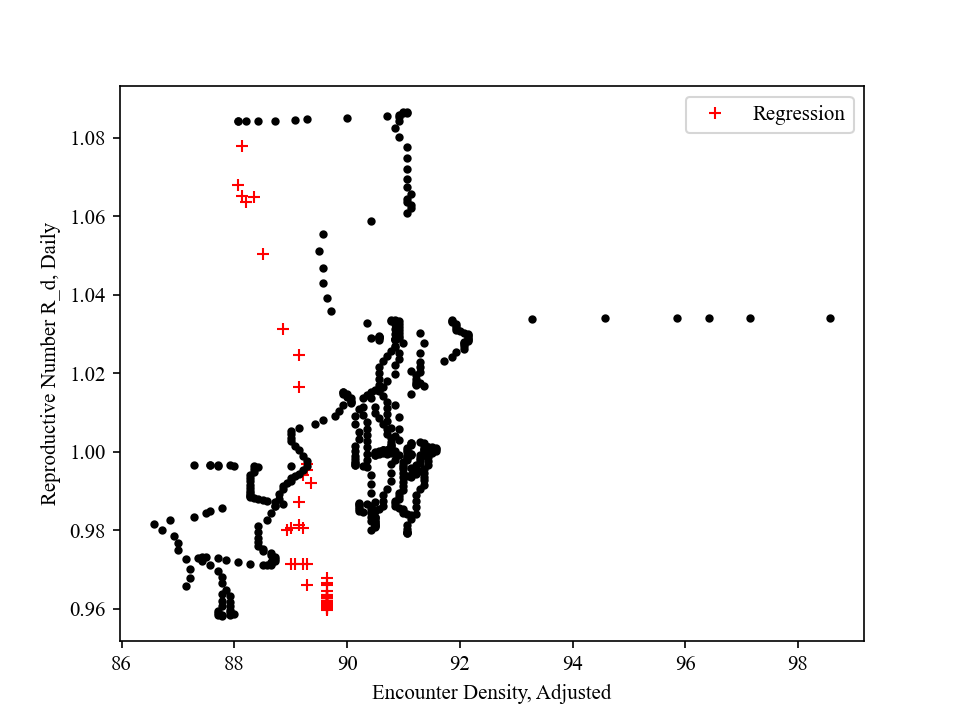 Regression
1.08
1.06
1.04
1.02
1.00
0.98
0.96
Reproductive Number R_d, Daily
86 88 90 92 94 96 98
Encounter Density, Adjusted